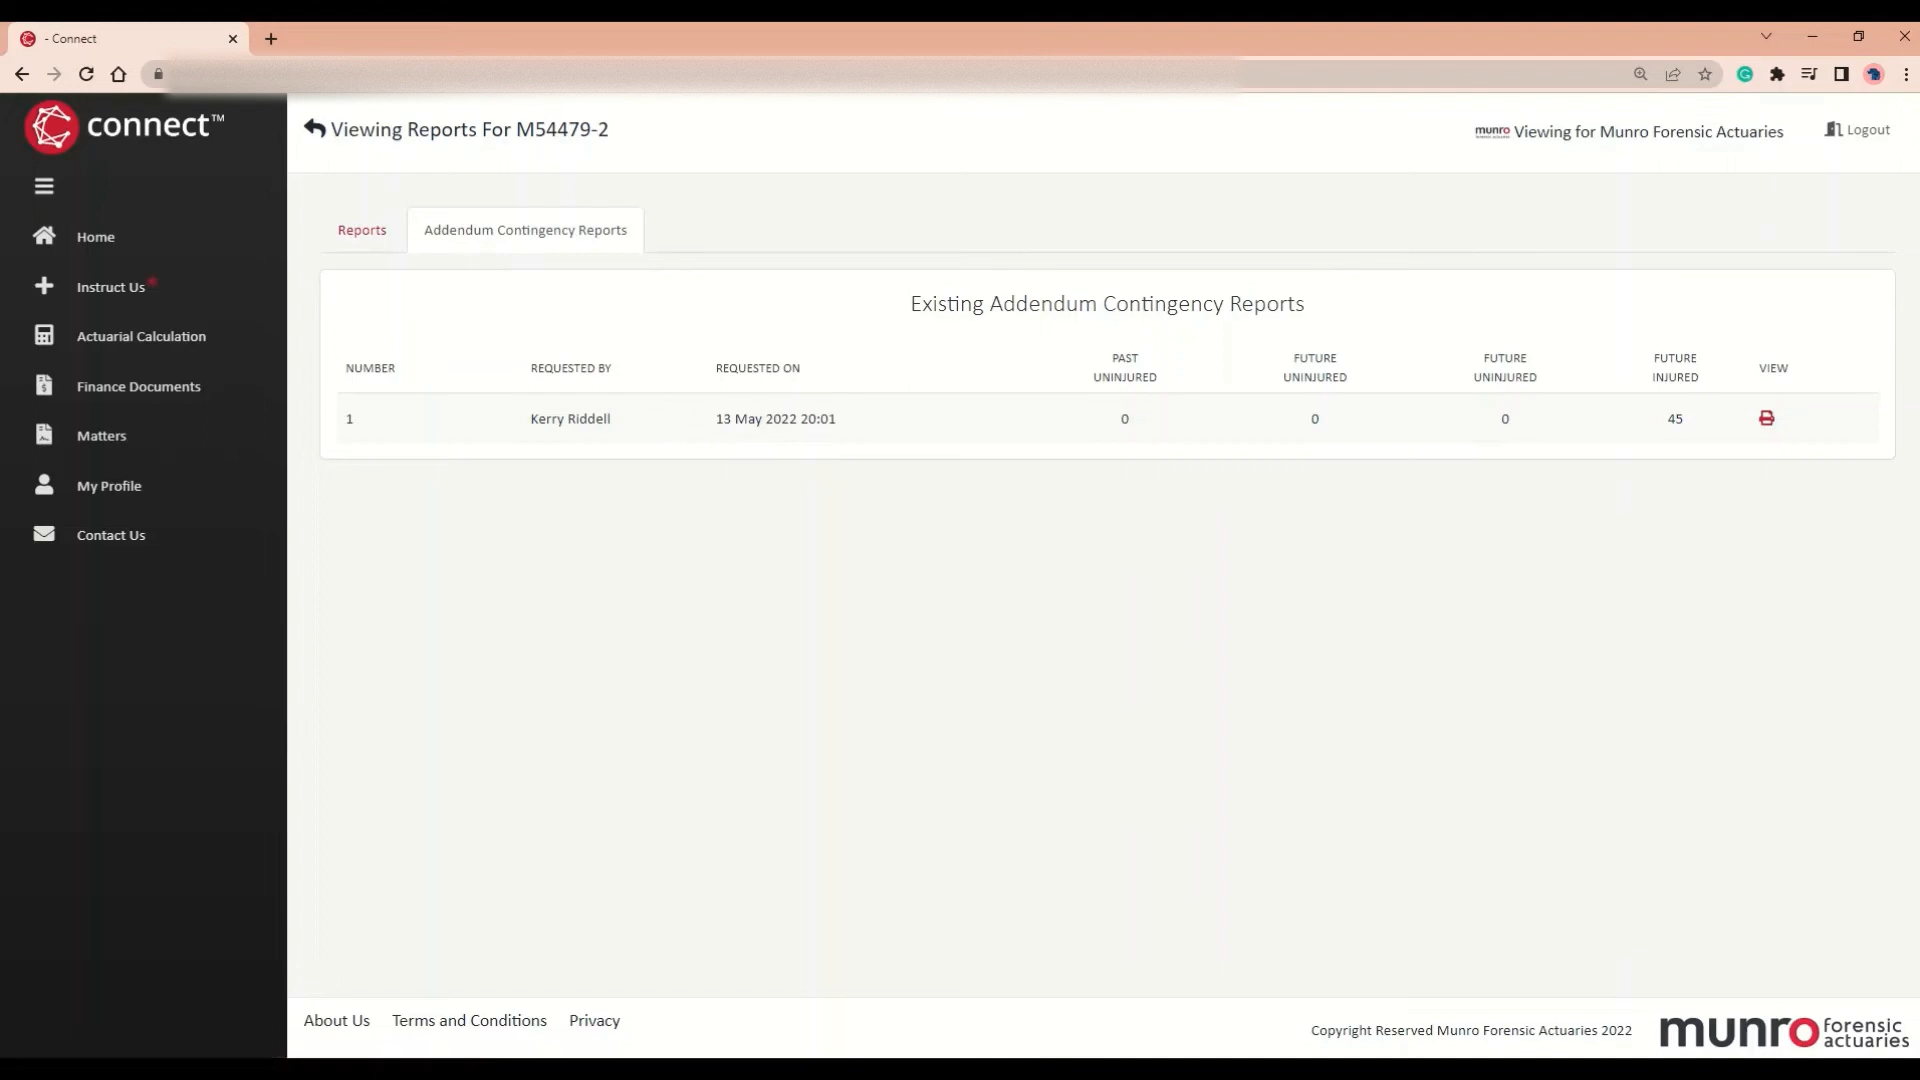 - Connect
connect™
Viewing Reports For M54479-2
munro Viewing for Munro Forensic Actuaries
Logout
Home
Instruct Us
Actuarial Calculation
Finance Documents
Matters
My Profile
Contact Us
Reports
Addendum Contingency Reports
Existing Addendum Contingency Reports
NUMBER REQUESTED BY REQUESTED ON PAST UNINJURED FUTURE UNINJURED FUTURE UNINJURED FUTURE INJURED VIEW
1 Kerry Riddell 13 May 2022 20:01 0 0 0 45
About Us Terms and Conditions Privacy
Copyright Reserved Munro Forensic Actuaries 2022
munro forensic
actuaries